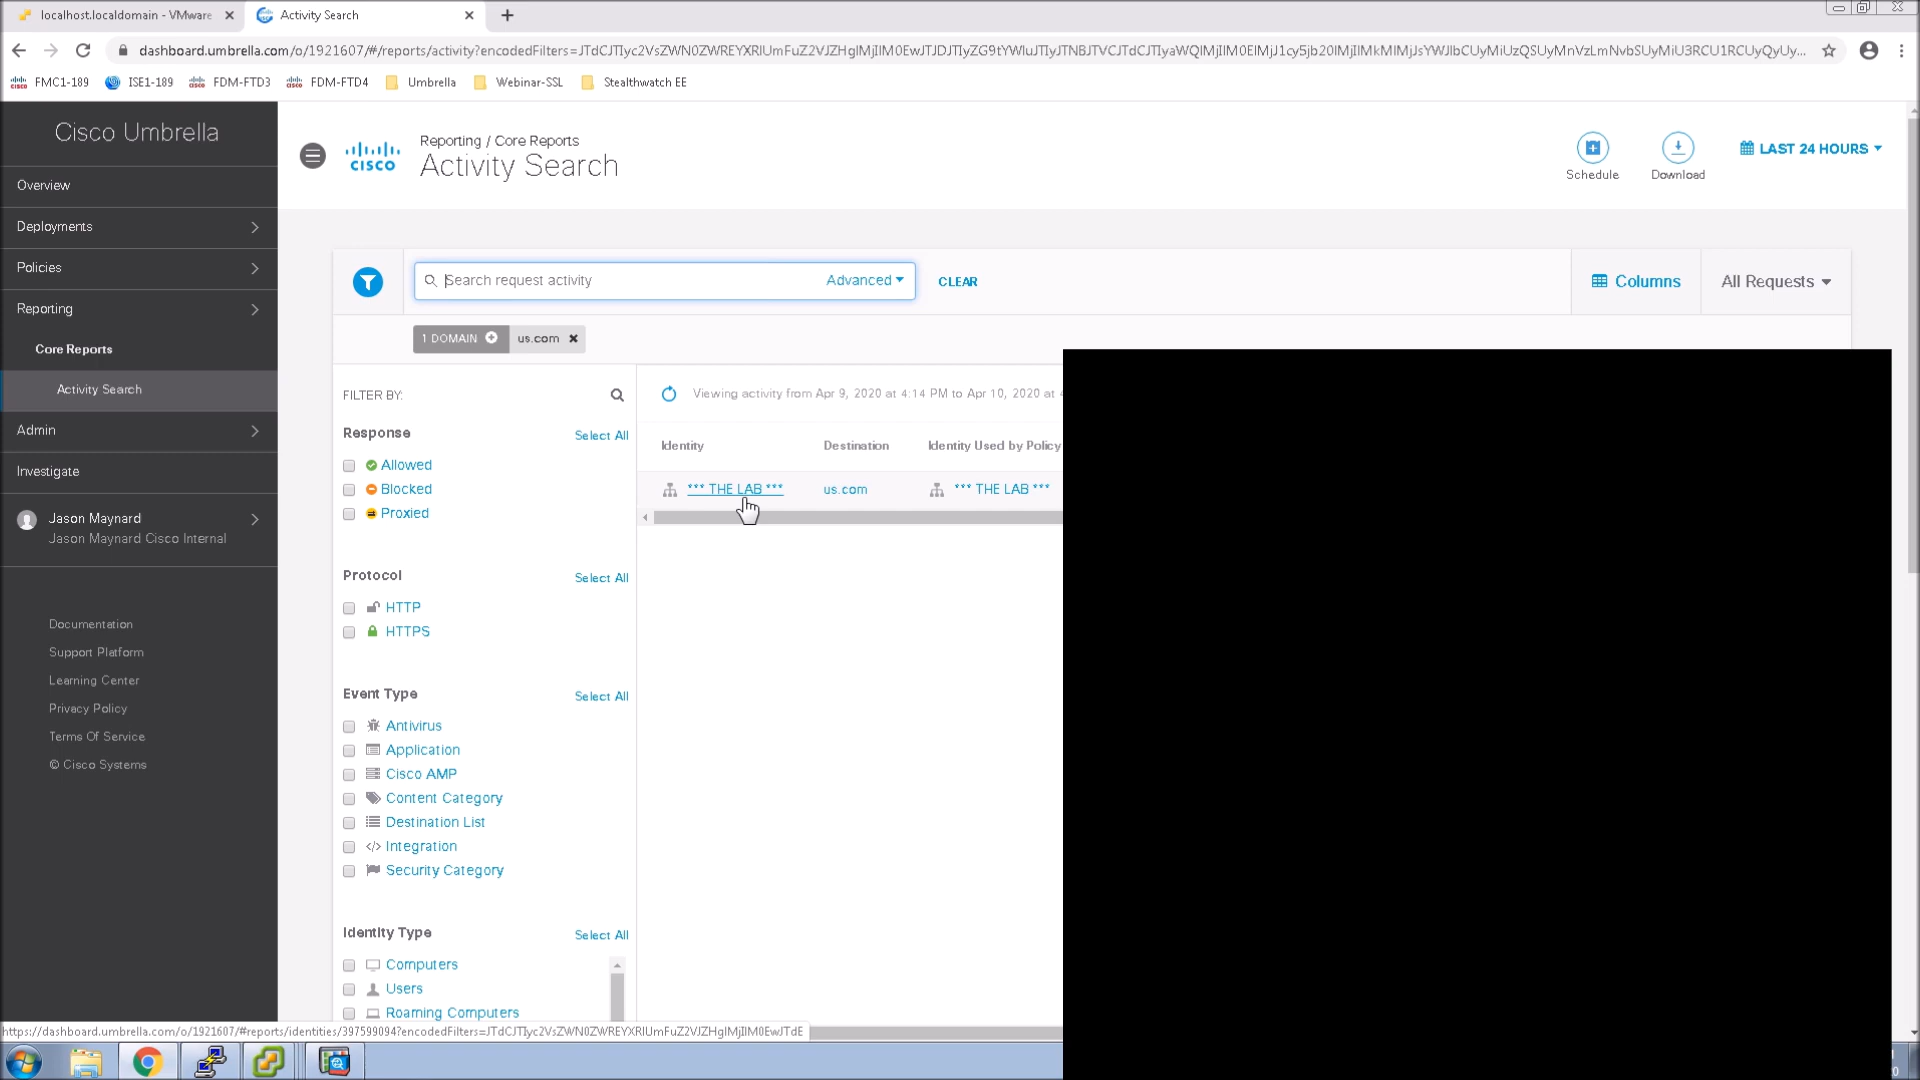 localhost.localdomain - VMware
Activity Search
dashboard.umbrella.com/o/1921607/#/reports/activity?encodedFilters=
FMC1-189
ISE1-189
FDM-FTD3
FDM-FTD4
Umbrella
Webinar-SSL
Stealthwatch EE
Cisco Umbrella
Overview
Deployments
Policies
Reporting
Core Reports
Activity Search
Admin
Investigate
Jason Maynard
Jason Maynard Cisco Internal
Documentation
Support Platform
Learning Center
Privacy Policy
Terms Of Service
© Cisco Systems
CISCO
Reporting / Core Reports
Activity Search
Schedule
Download
LAST 24 HOURS
Search request activity
Advanced
CLEAR
Columns
All Requests
1 DOMAIN
us.com
FILTER BY:
Response
Select All
Allowed
Blocked
Proxied
Protocol
Select All
HTTP
HTTPS
Event Type
Select All
Antivirus
Application
Cisco AMP
Content Category
Destination List
Integration
Security Category
Identity Type
Select All
Computers
Users
Roaming Computers
Viewing activity from Apr 9, 2020 at 4:14 PM to Apr 10, 2020 at
Identity
Destination
Identity Used by Policy
*** THE LAB ***
us.com
*** THE LAB ***
https://dashboard.umbrella.com/o/1921607/#reports/identities/397599094?encodedFilters=